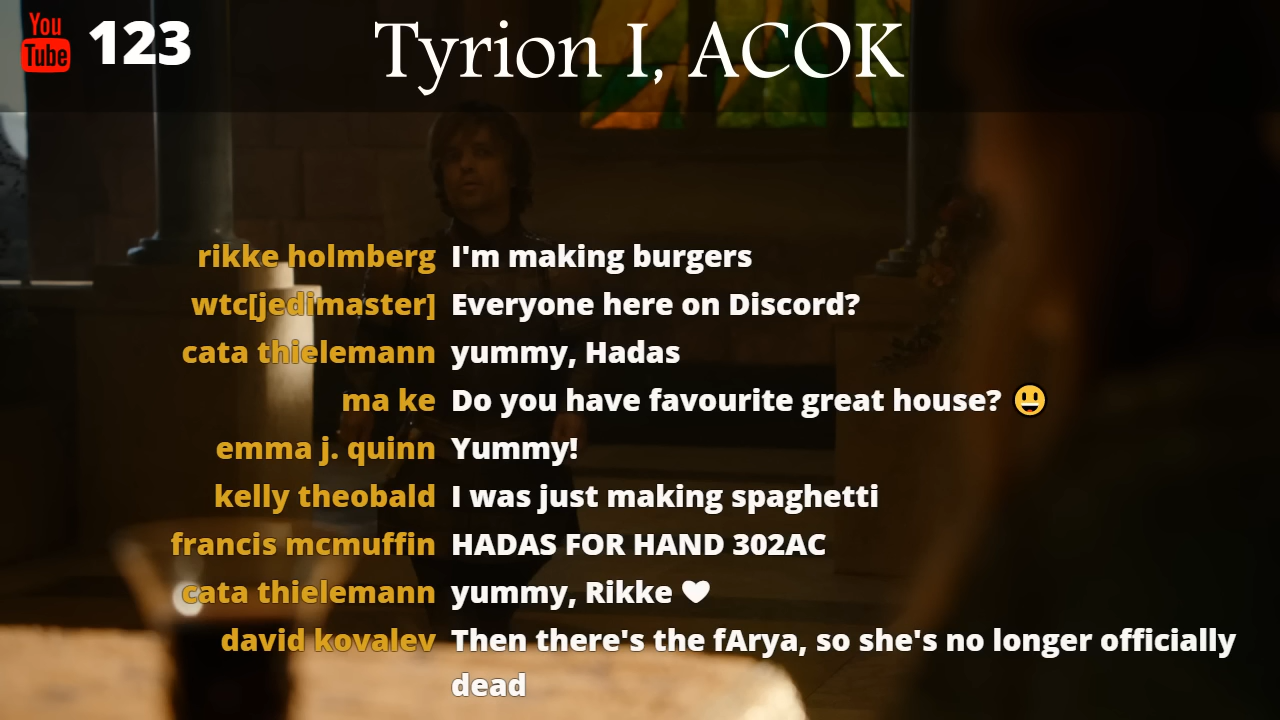 You
Tube
123
Tyrion I, ACOK
rikke holmberg I'm making burgers
wtc[jedimaster] Everyone here on Discord?
cata thielemann yummy, Hadas
ma ke Do you have favourite great house? 😃
emma j. quinn Yummy!
kelly theobald I was just making spaghetti
francis mcmuffin HADAS FOR HAND 302AC
cata thielemann yummy, Rikke ♥
david kovalev Then there's the fArya, so she's no longer officially
dead